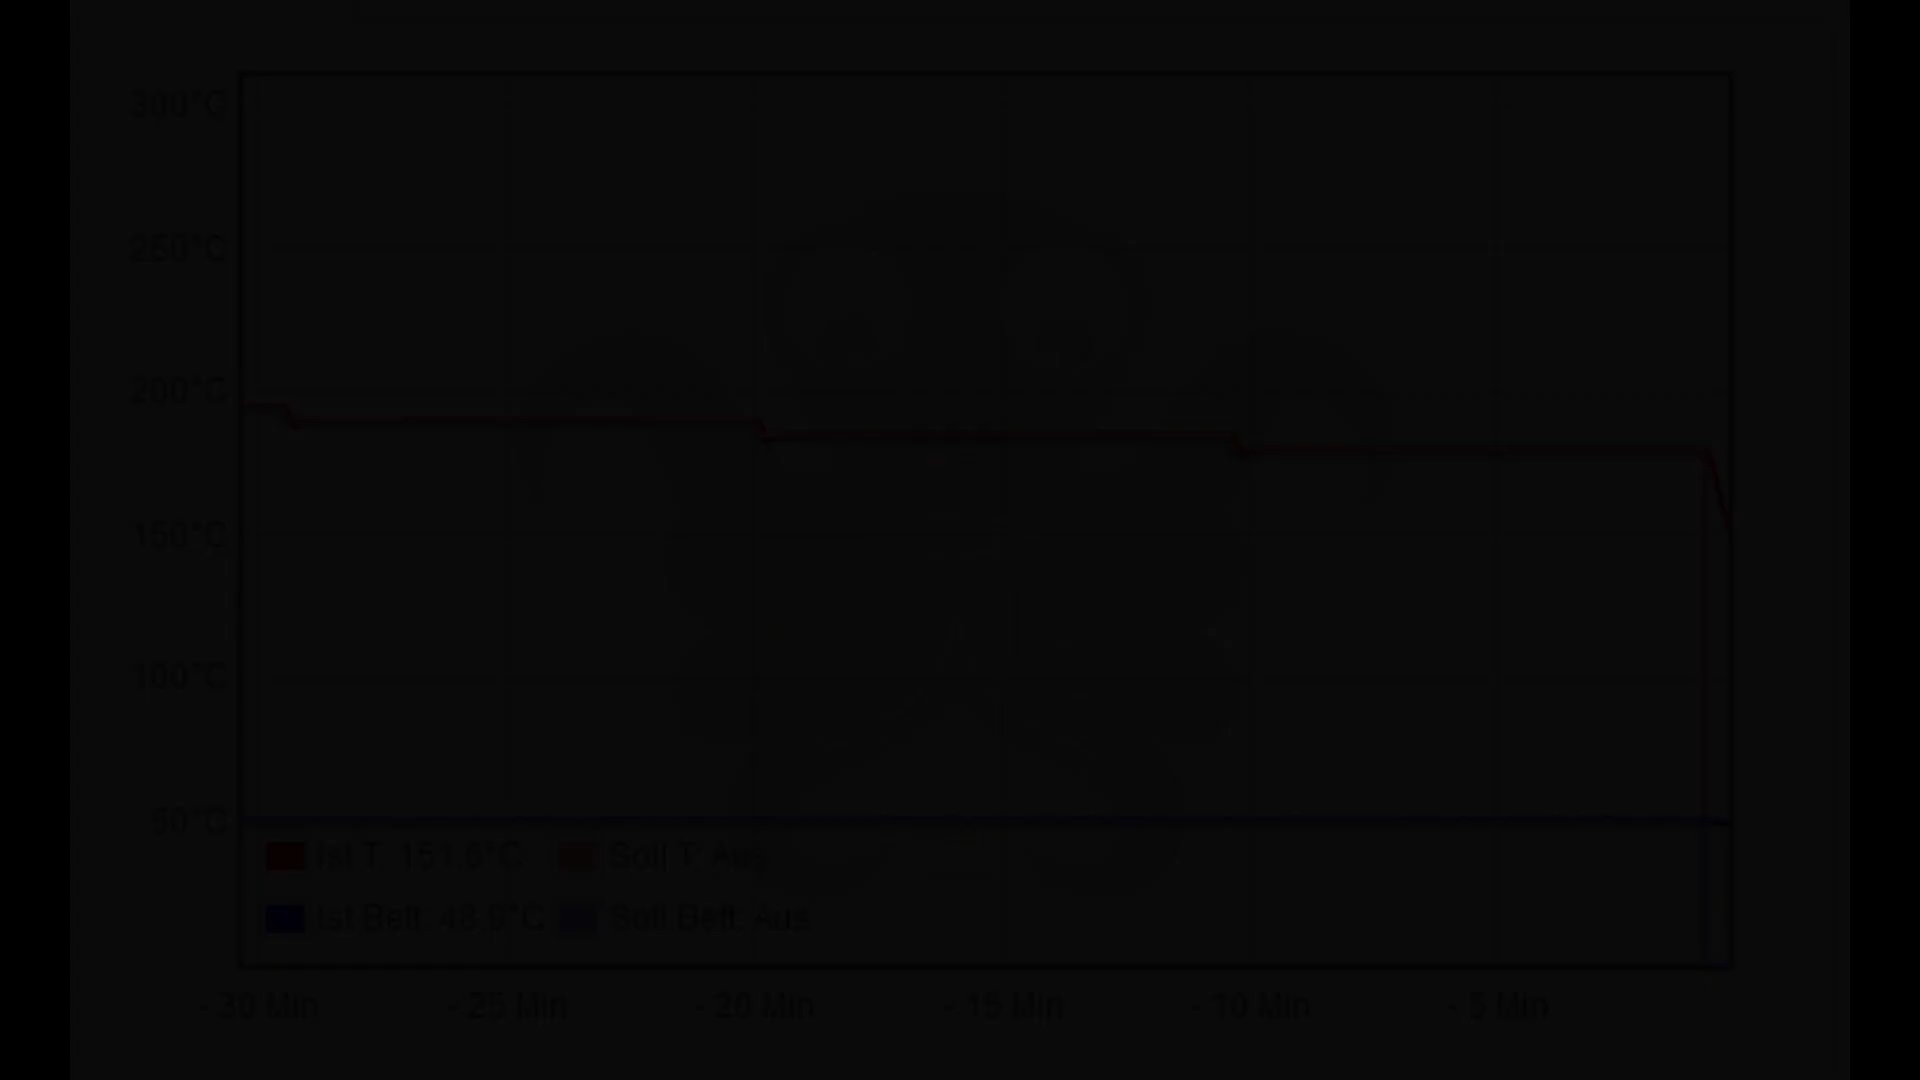 300°C
250°C
200°C
150°C
100°C
50°C
Ist T: 151.6°C Soll T: Aus
Ist Bett: 48.9°C Soll Bett: Aus
- 30 Min - 25 Min - 20 Min - 15 Min - 10 Min - 5 Min